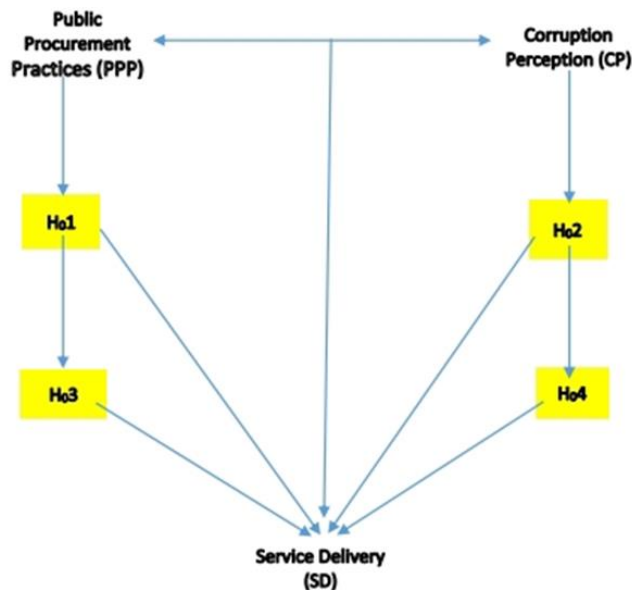 Public
Procurement
Practices (PPP)
Corruption
Perception (CP)
H₀1
H₀2
H₀3
H₀4
Service Delivery
(SD)